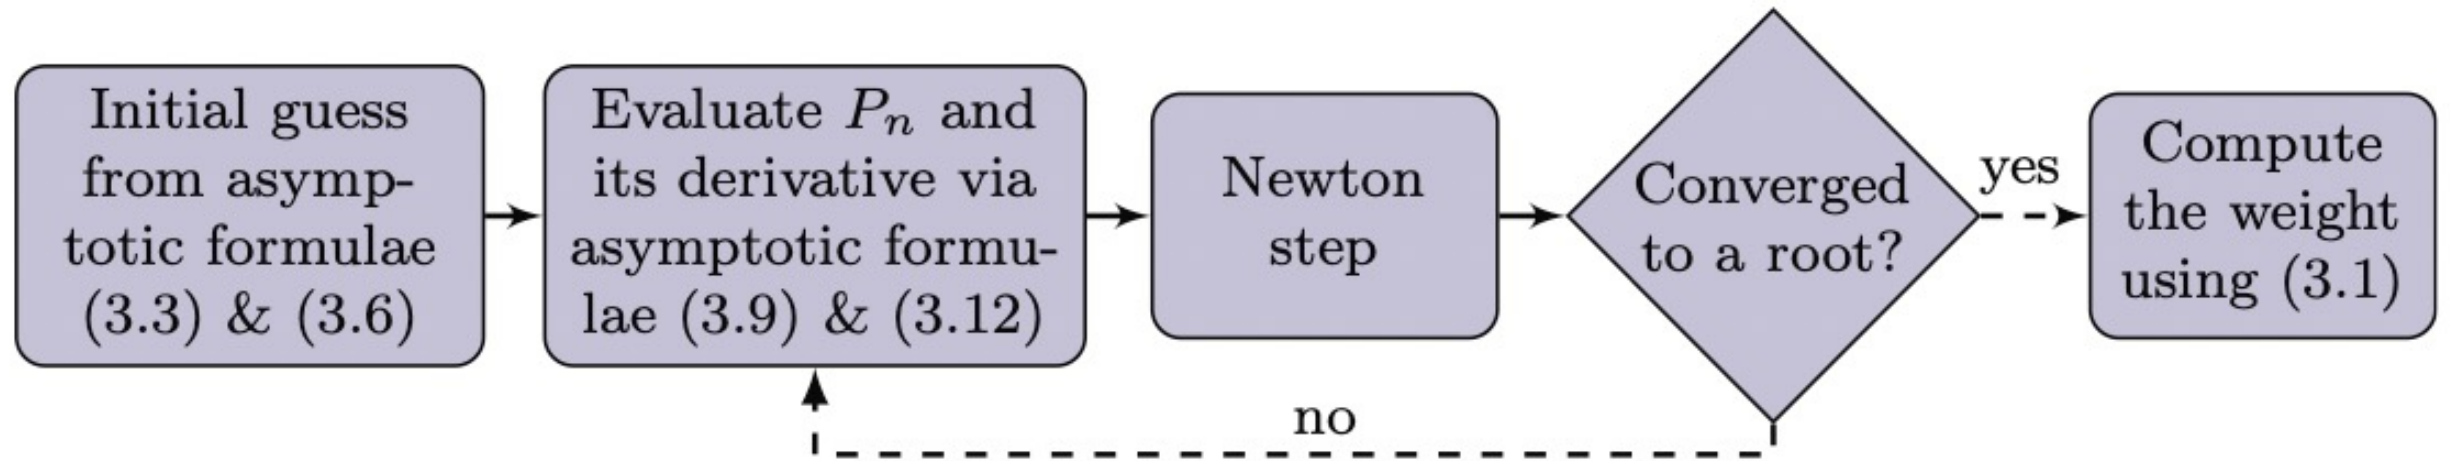 Initial guess
from asymp-
totic formulae
(3.3) & (3.6)
Evaluate Pₙ and
its derivative via
asymptotic formu-
lae (3.9) & (3.12)
Newton
step
Converged
to a root?
yes
Compute
the weight
using (3.1)
no